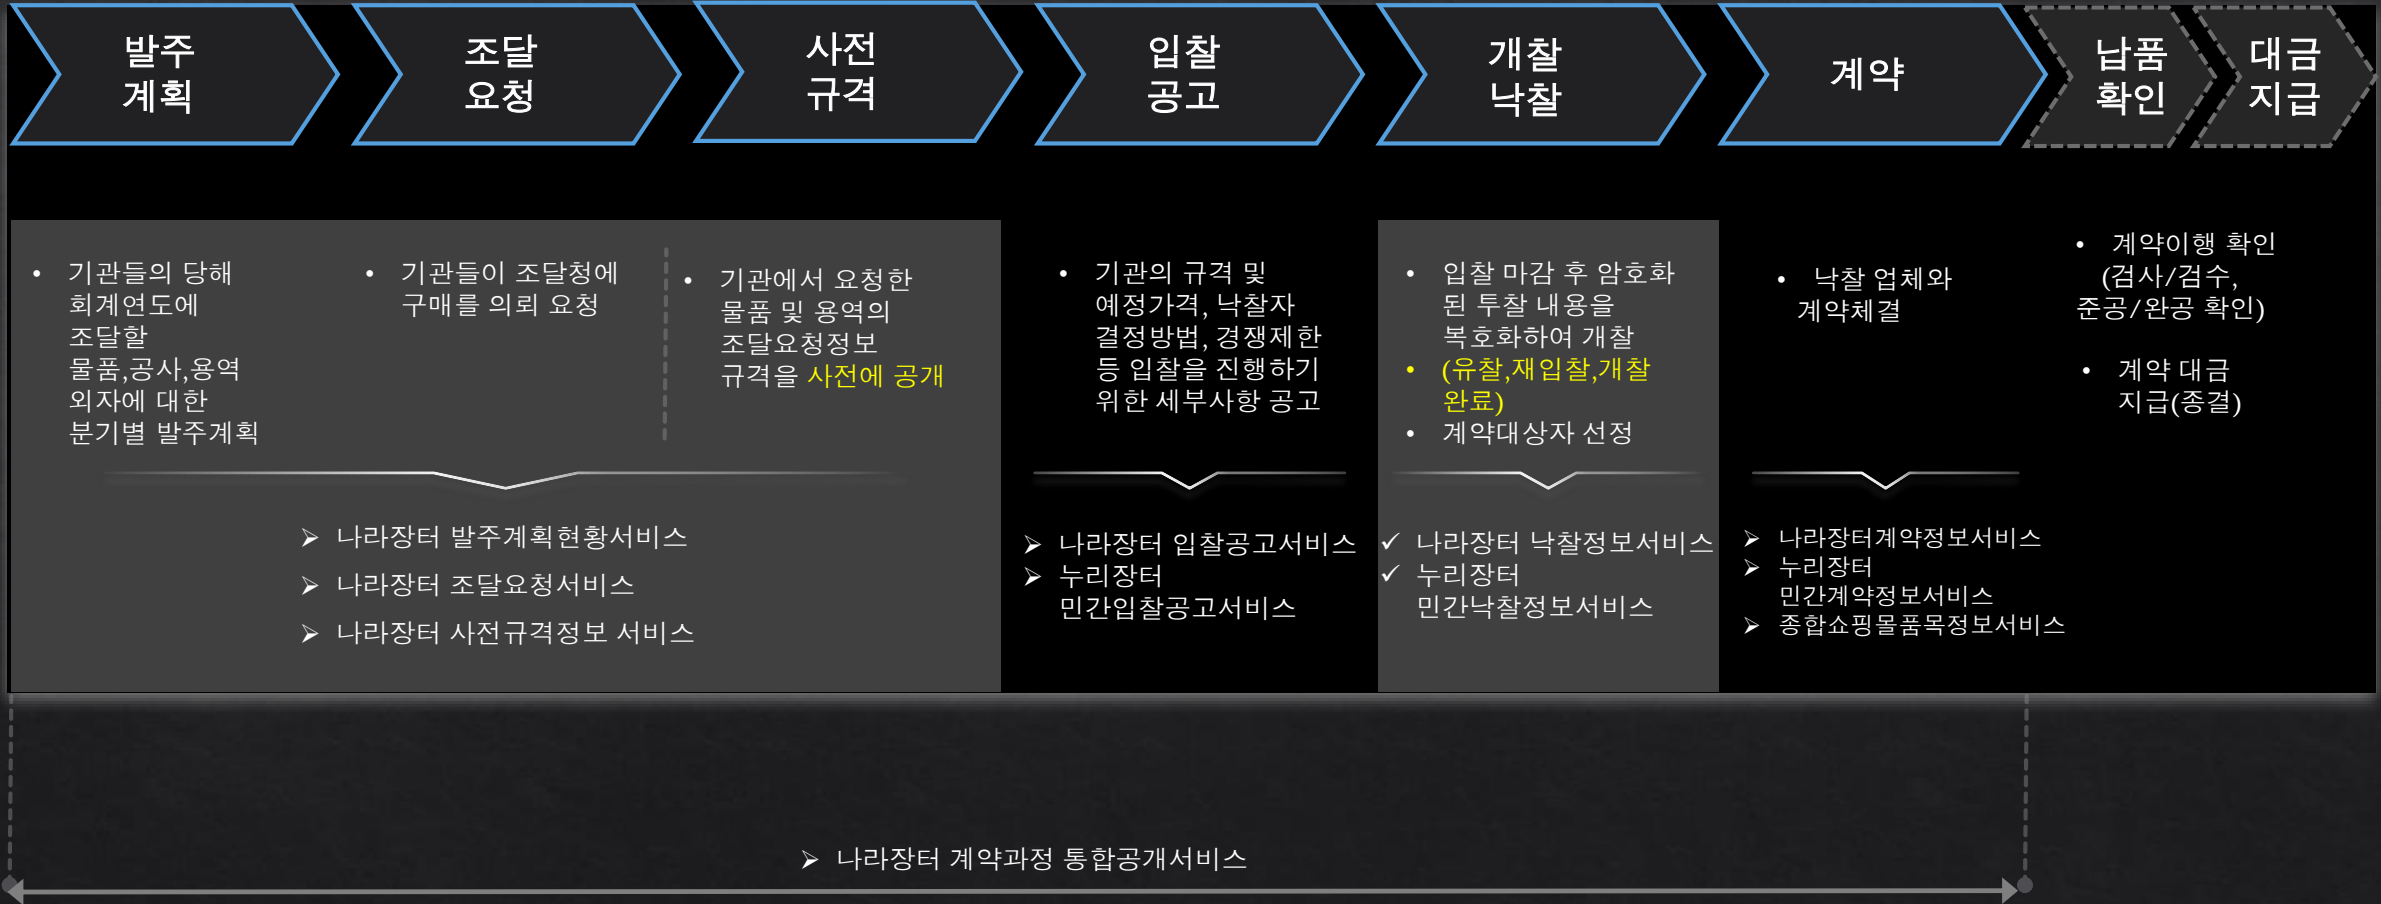 발주
계획
조달
요청
사전
규격
입찰
공고
개찰
낙찰
계약
납품
확인
대금
지급
• 기관들의 당해
회계연도에
조달할
물품,공사,용역
외자에 대한
분기별 발주계획
• 기관들이 조달청에
구매를 의뢰 요청
• 기관에서 요청한
물품 및 용역의
조달요청정보
규격을 사전에 공개
• 기관의 규격 및
예정가격, 낙찰자
결정방법, 경쟁제한
등 입찰을 진행하기
위한 세부사항 공고
• 입찰 마감 후 암호화
된 투찰 내용을
복호화하여 개찰
• (유찰,재입찰,개찰
완료)
• 계약대상자 선정
• 낙찰 업체와
계약체결
• 계약이행 확인
(검사/검수,
준공/완공 확인)
• 계약 대금
지급(종결)
➢ 나라장터 발주계획현황서비스
➢ 나라장터 조달요청서비스
➢ 나라장터 사전규격정보 서비스
➢ 나라장터 입찰공고서비스
➢ 누리장터
민간입찰공고서비스
✓ 나라장터 낙찰정보서비스
✓ 누리장터
민간낙찰정보서비스
➢ 나라장터계약정보서비스
➢ 누리장터
민간계약정보서비스
➢ 종합쇼핑몰품목정보서비스
➢ 나라장터 계약과정 통합공개서비스